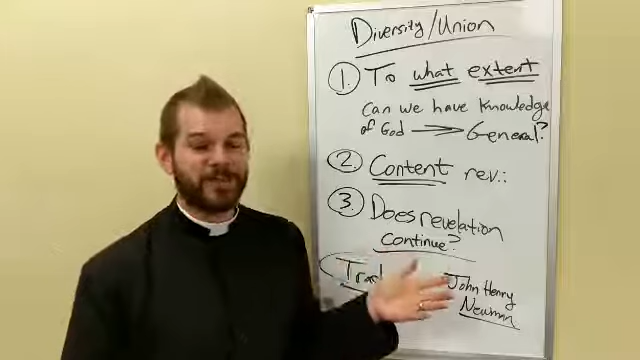 Diversity/Union
1. To what extent
Can we have knowledge
of God → General?
2. Content rev.:
3. Does revelation
continue?
John Henry
Newman